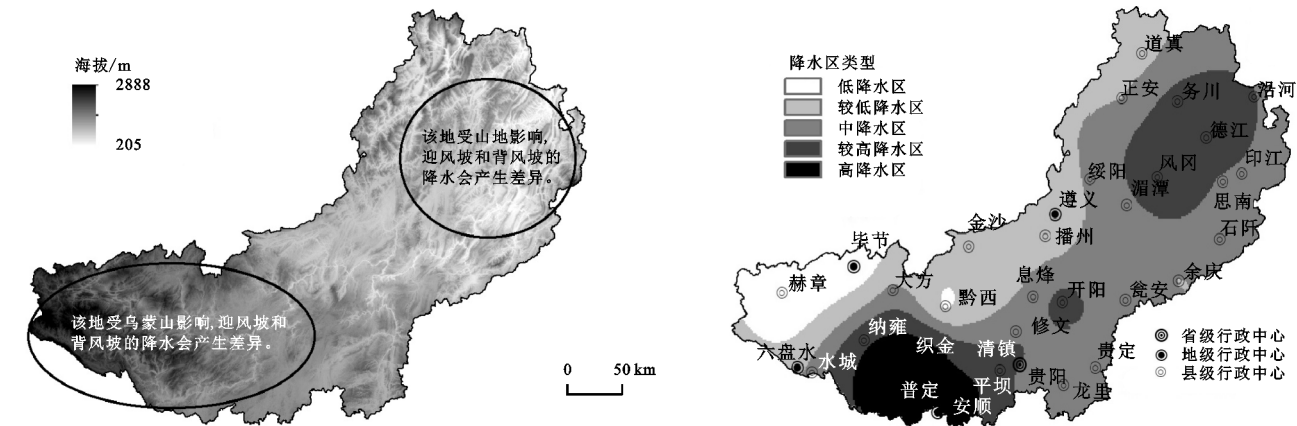 海拔/m
2888
205
该地受山地影响,
迎风坡和背风坡的
降水会产生差异。
该地受乌蒙山影响,迎风坡和
背风坡的降水会产生差异。
0 50 km
降水区类型
低降水区
较低降水区
中降水区
较高降水区
高降水区
道真
正安
务川
沿河
德江
印江
凤冈
绥阳
湄潭
思南
遵义
石阡
播州
金沙
毕节
赫章
大方
黔西
息烽
开阳
瓮安
余庆
纳雍
织金
修文
清镇
六盘水
水城
贵阳
贵定
普定
平坝
龙里
安顺
省级行政中心
地级行政中心
县级行政中心